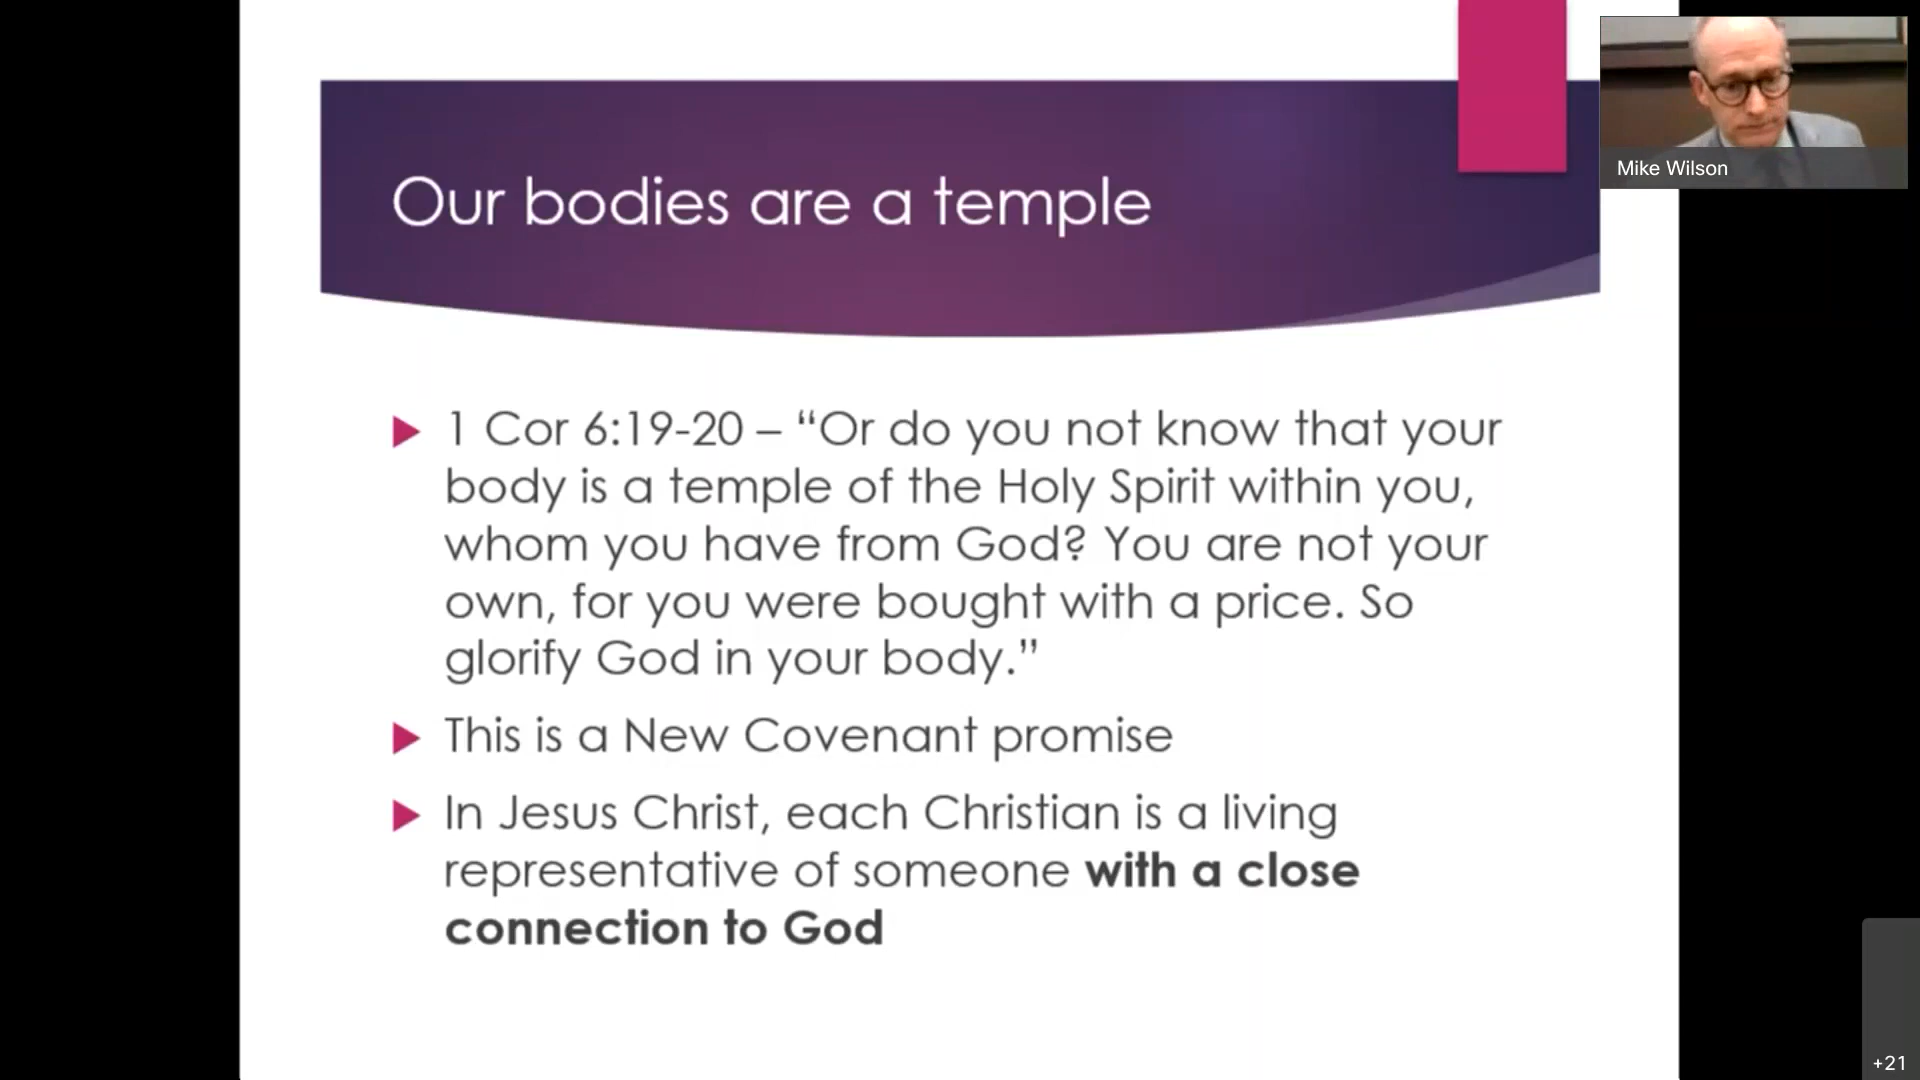 Our bodies are a temple
Mike Wilson
1 Cor 6:19-20 – “Or do you not know that your
body is a temple of the Holy Spirit within you,
whom you have from God? You are not your
own, for you were bought with a price. So
glorify God in your body.”
This is a New Covenant promise
In Jesus Christ, each Christian is a living
representative of someone with a close
connection to God
+21